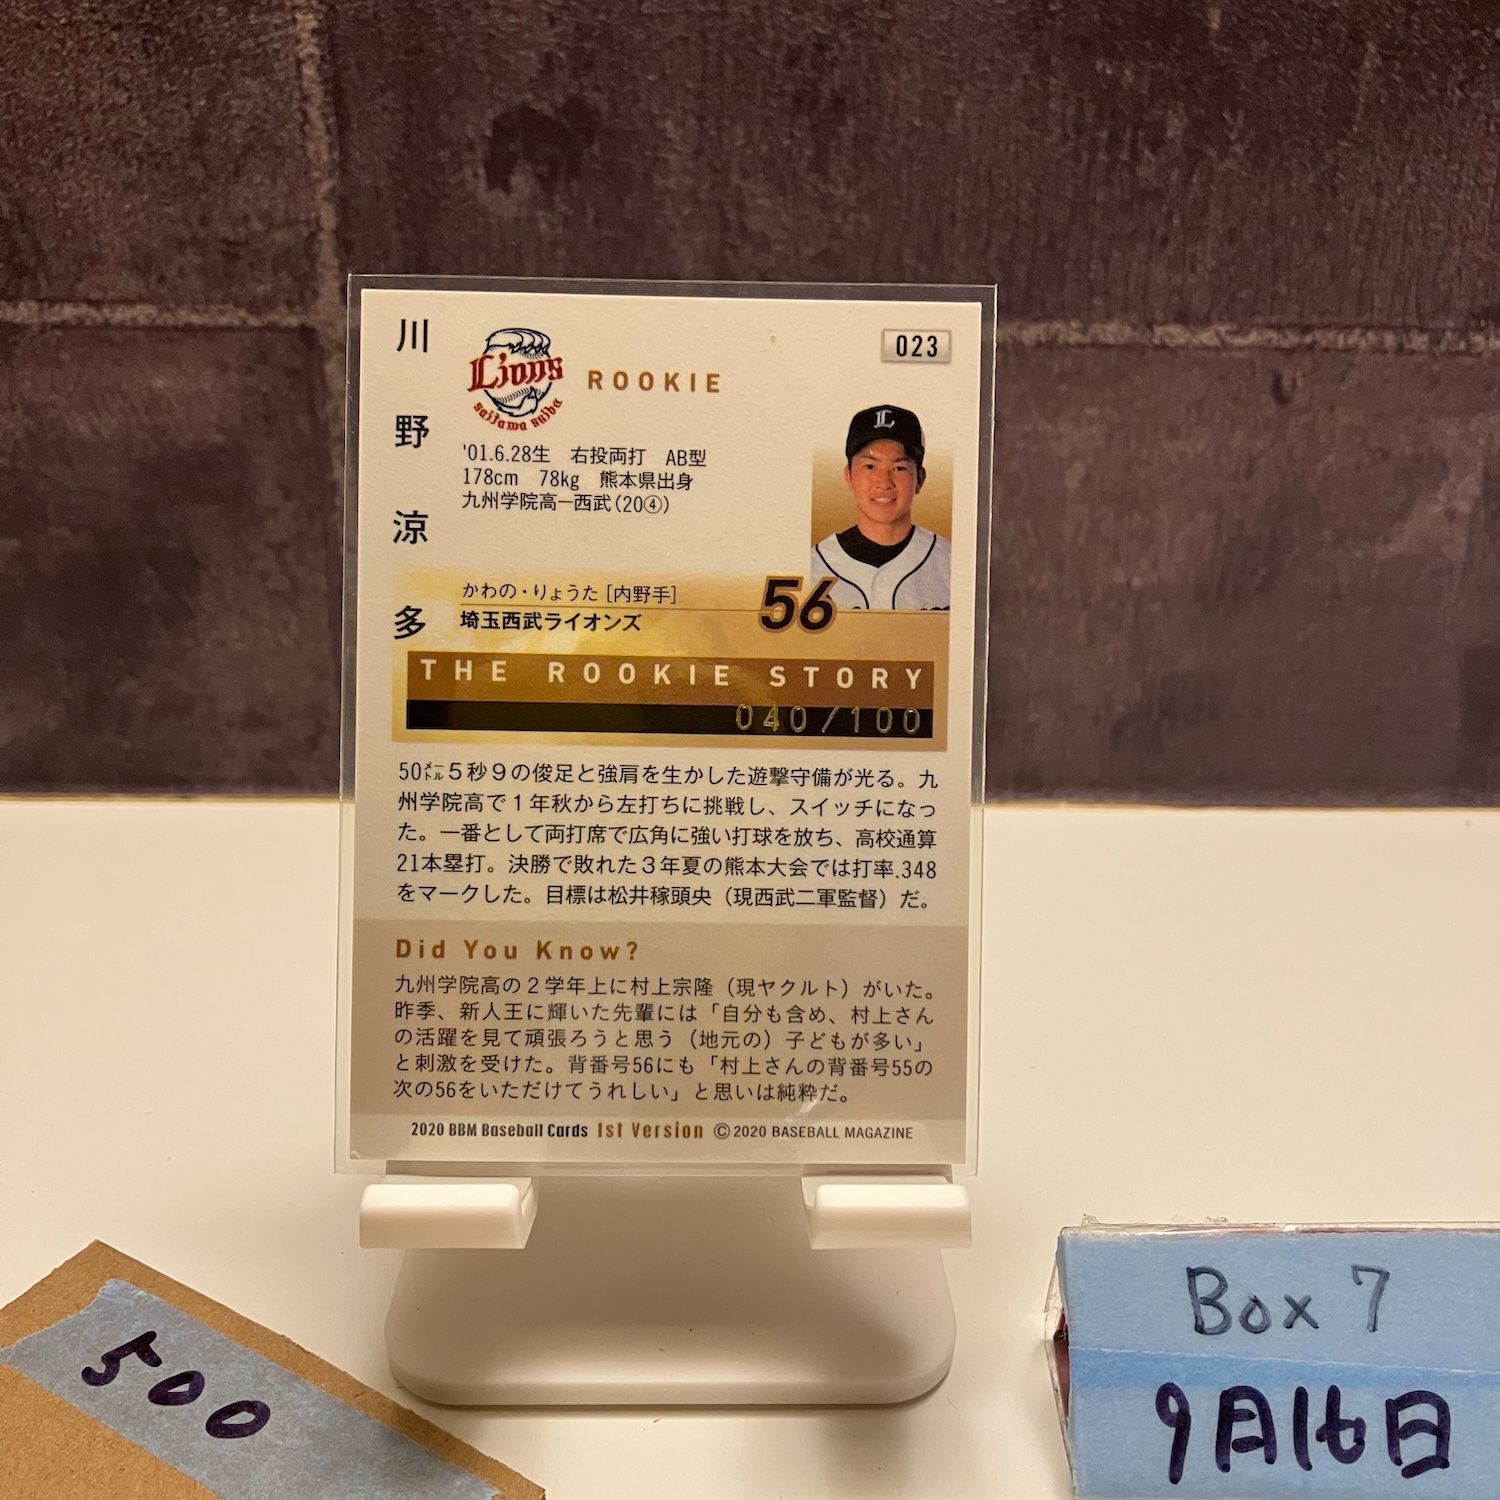 川野涼多
Lions
saitama seibu
ROOKIE
023
'01.6.28生 右投両打 AB型
178cm 78kg 熊本県出身
九州学院高ー西武(20④)
L
かわの・りょうた [内野手]
埼玉西武ライオンズ
56
THE ROOKIE STORY
040/100
50㍍5秒9の俊足と強肩を生かした遊撃守備が光る。九
州学院高で1年秋から左打ちに挑戦し、スイッチになっ
た。一番として両打席で広角に強い打球を放ち、高校通算
21本塁打。決勝で敗れた3年夏の熊本大会では打率.348
をマークした。目標は松井稼頭央(現西武二軍監督)だ。
Did You Know?
九州学院高の2学年上に村上宗隆(現ヤクルト)がいた。
昨季、新人王に輝いた先輩には「自分も含め、村上さん
の活躍を見て頑張ろうと思う(地元の)子どもが多い」
と刺激を受けた。背番号56にも「村上さんの背番号55の
次の56をいただけてうれしい」と思いは純粋だ。
2020 BBM Baseball Cards 1st Version ©2020 BASEBALL MAGAZINE
500
Box 7
9月16日